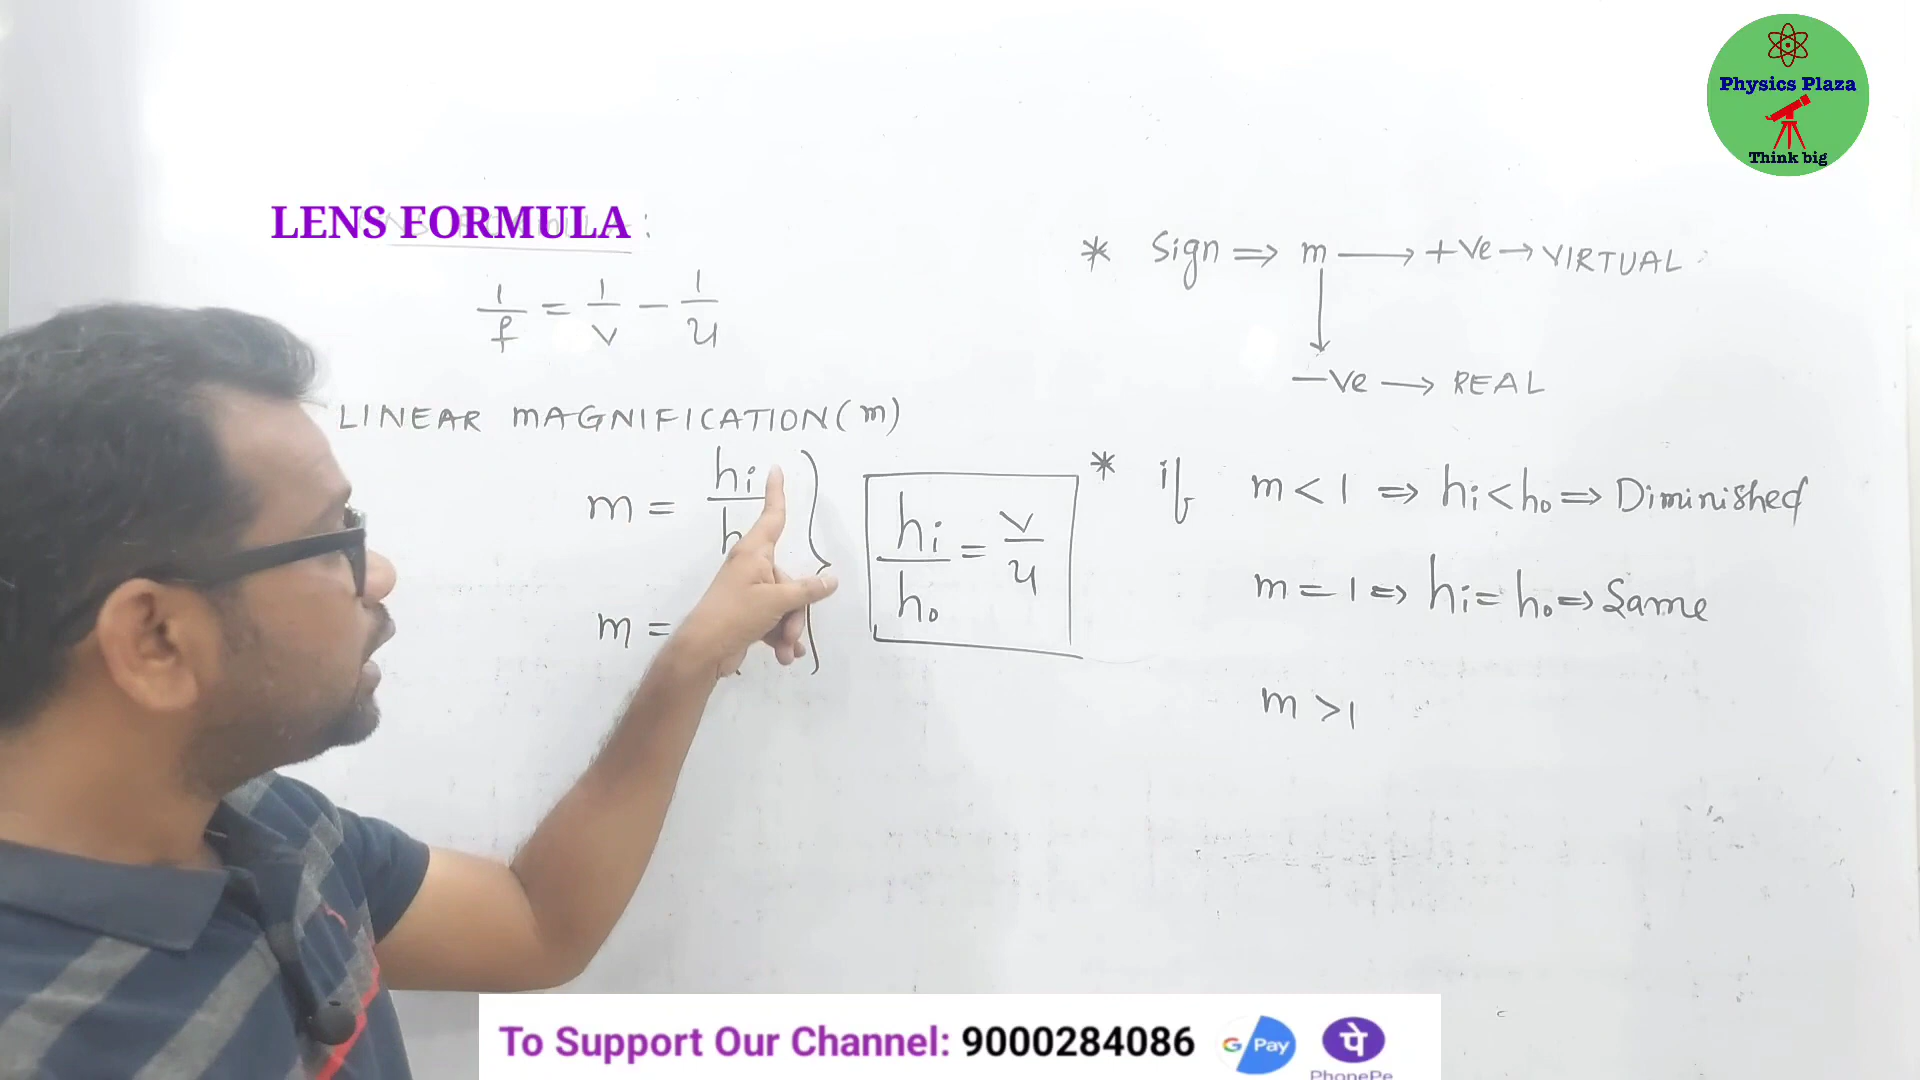 Physics Plaza
Think big
LENS FORMULA :
1/f = 1/v - 1/u
LINEAR MAGNIFICATION (m)
m = hi/h
m =
hi/ho = v/u
* Sign ⇒ m → +Ve → VIRTUAL
↓
-Ve → REAL
* if m < 1 ⇒ hi < ho ⇒ Diminished
m = 1 ⇒ hi = ho ⇒ Same
m > 1
To Support Our Channel: 9000284086 G Pay पे
PhonePe